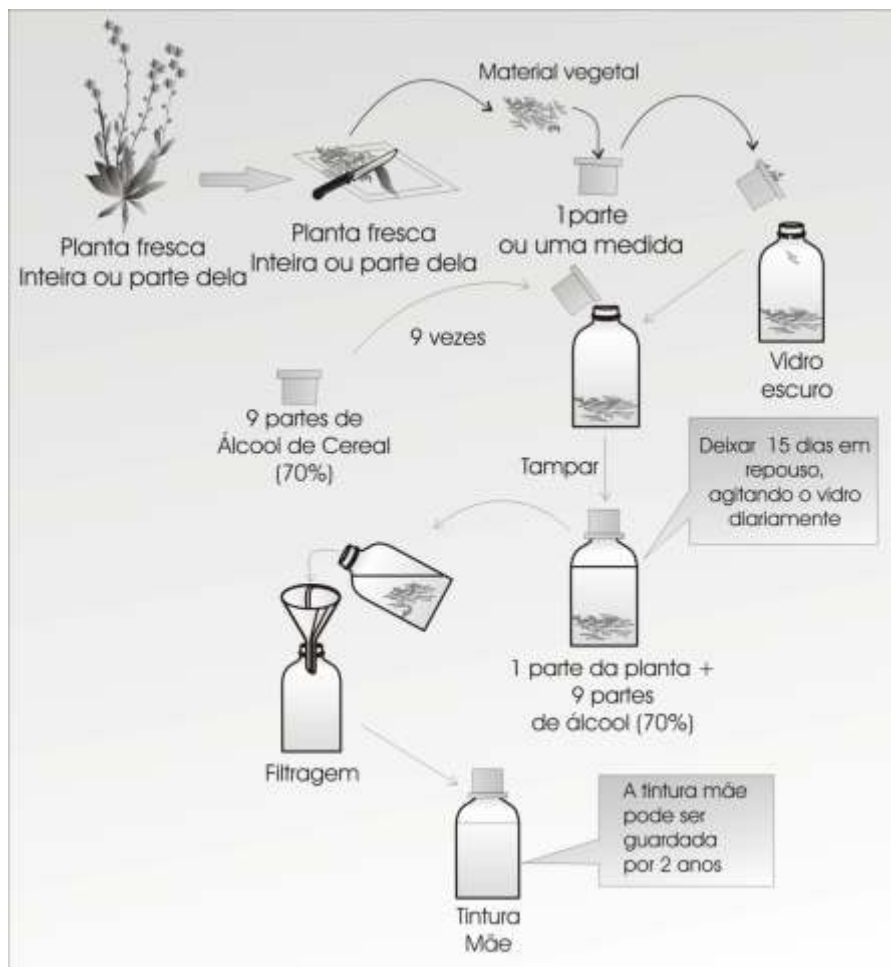 Material vegetal
Planta fresca
Inteira ou parte dela
Planta fresca
Inteira ou parte dela
1parte
ou uma medida
9 vezes
Vidro
escuro
9 partes de
Álcool de Cereal
(70%)
Tampar
Deixar 15 dias em
repouso,
agitando o vidro
diariamente
1 parte da planta +
9 partes
de álcool (70%)
Filtragem
A tintura mãe
pode ser
guardada
por 2 anos
Tintura
Mãe